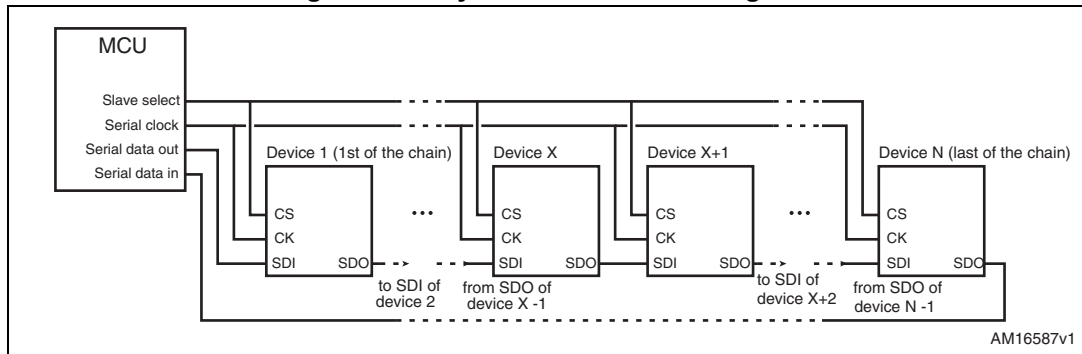 MCU
Slave select
Serial clock
Serial data out
Serial data in
Device 1 (1st of the chain)
Device X
Device X+1
Device N (last of the chain)
CS
CK
SDI
SDO
to SDI of
device 2
...
from SDO of
device X -1
CS
CK
SDI
SDO
CS
CK
SDI
SDO
to SDI of
device X+2
...
from SDO of
device N -1
CS
CK
SDI
SDO
AM16587v1